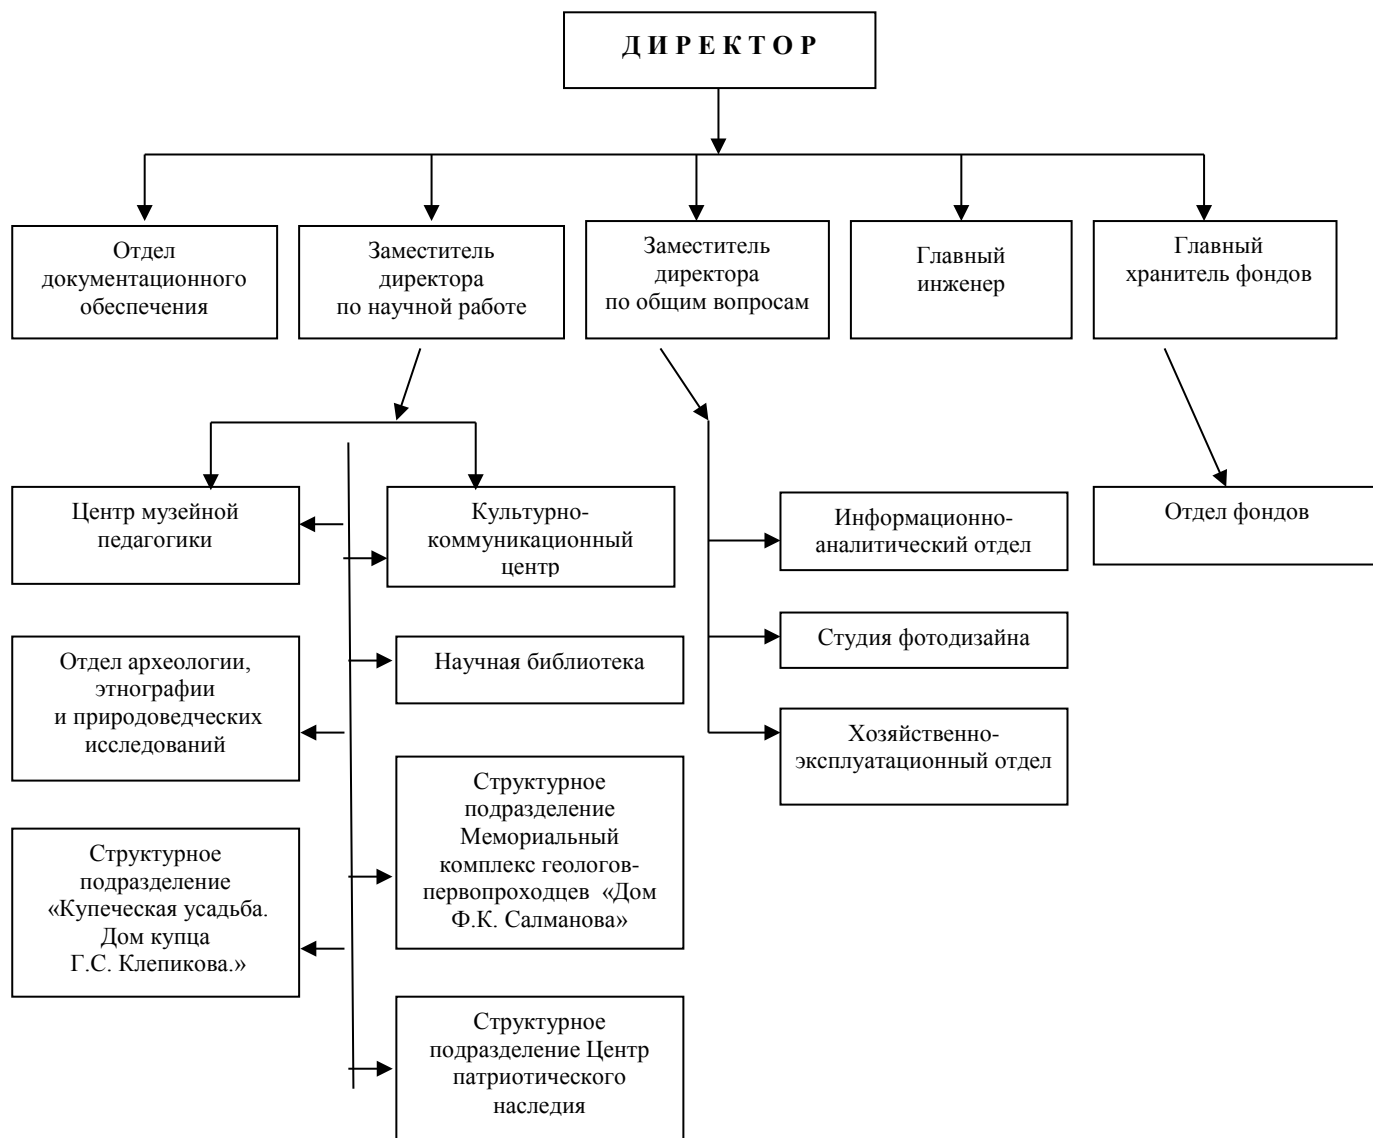 Д И Р Е К Т О Р
Отдел
документационного
обеспечения
Заместитель
директора
по научной работе
Заместитель
директора
по общим вопросам
Главный
инженер
Главный
хранитель фондов
Центр музейной
педагогики
Культурно-
коммуникационный
центр
Информационно-
аналитический отдел
Отдел фондов
Отдел археологии,
этнографии
и природоведческих
исследований
Научная библиотека
Студия фотодизайна
Хозяйственно-
эксплуатационный отдел
Структурное
подразделение
«Купеческая усадьба.
Дом купца
Г.С. Клепикова.»
Структурное
подразделение
Мемориальный
комплекс геологов-
первопроходцев «Дом
Ф.К. Салманова»
Структурное
подразделение Центр
патриотического
наследия